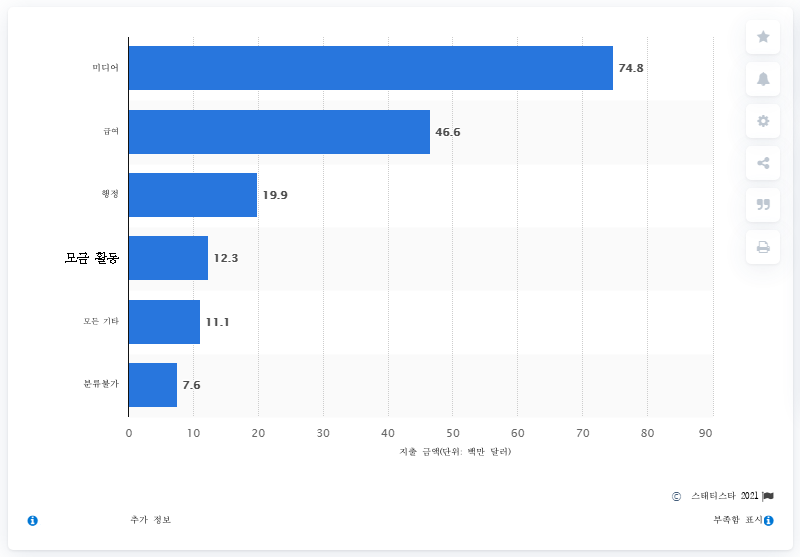 미디어
74.8
급여
46.6
행정
19.9
모금 활동
12.3
모든 기타
11.1
분류불가
7.6
0 10 20 30 40 50 60 70 80 90
지출 금액(단위: 백만 달러)
© 스태티스타 2021
추가 정보
부족함 표시